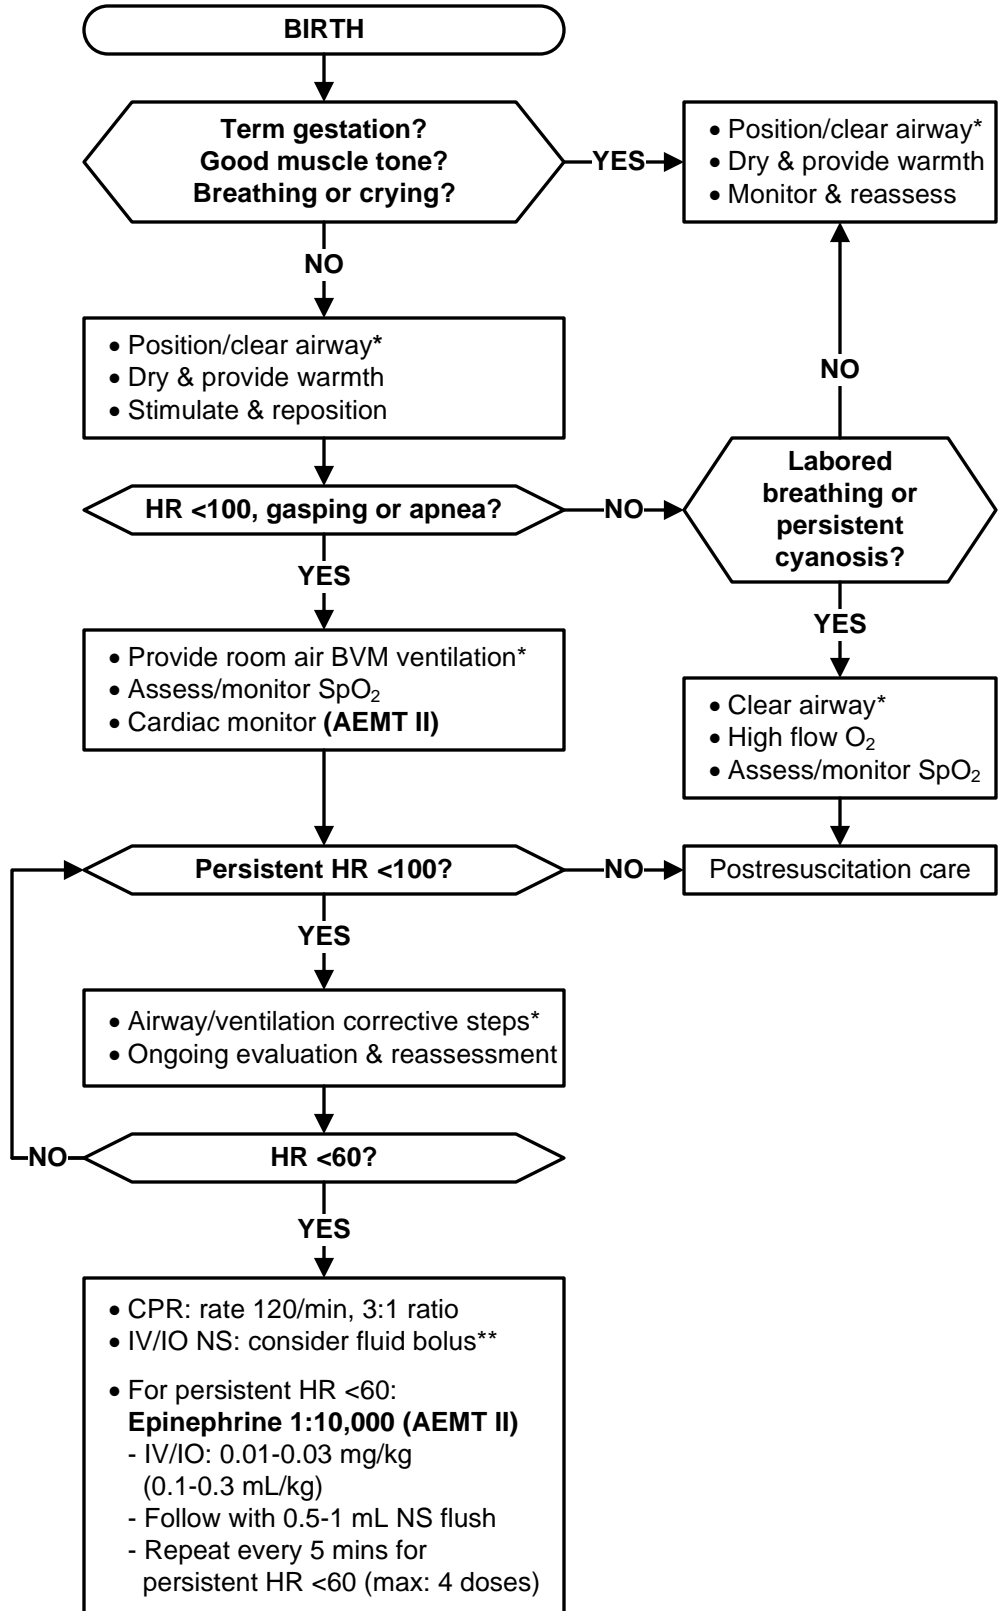 BIRTH
Term gestation?
Good muscle tone?
Breathing or crying?
YES
• Position/clear airway*
• Dry & provide warmth
• Monitor & reassess
NO
• Position/clear airway*
• Dry & provide warmth
• Stimulate & reposition
NO
HR <100, gasping or apnea?
NO
Labored
breathing or
persistent
cyanosis?
YES
YES
• Provide room air BVM ventilation*
• Assess/monitor SpO₂
• Cardiac monitor (AEMT II)
• Clear airway*
• High flow O₂
• Assess/monitor SpO₂
Persistent HR <100?
NO
Postresuscitation care
YES
• Airway/ventilation corrective steps*
• Ongoing evaluation & reassessment
NO
HR <60?
YES
• CPR: rate 120/min, 3:1 ratio
• IV/IO NS: consider fluid bolus**
• For persistent HR <60:
Epinephrine 1:10,000 (AEMT II)
- IV/IO: 0.01-0.03 mg/kg
(0.1-0.3 mL/kg)
- Follow with 0.5-1 mL NS flush
- Repeat every 5 mins for
persistent HR <60 (max: 4 doses)